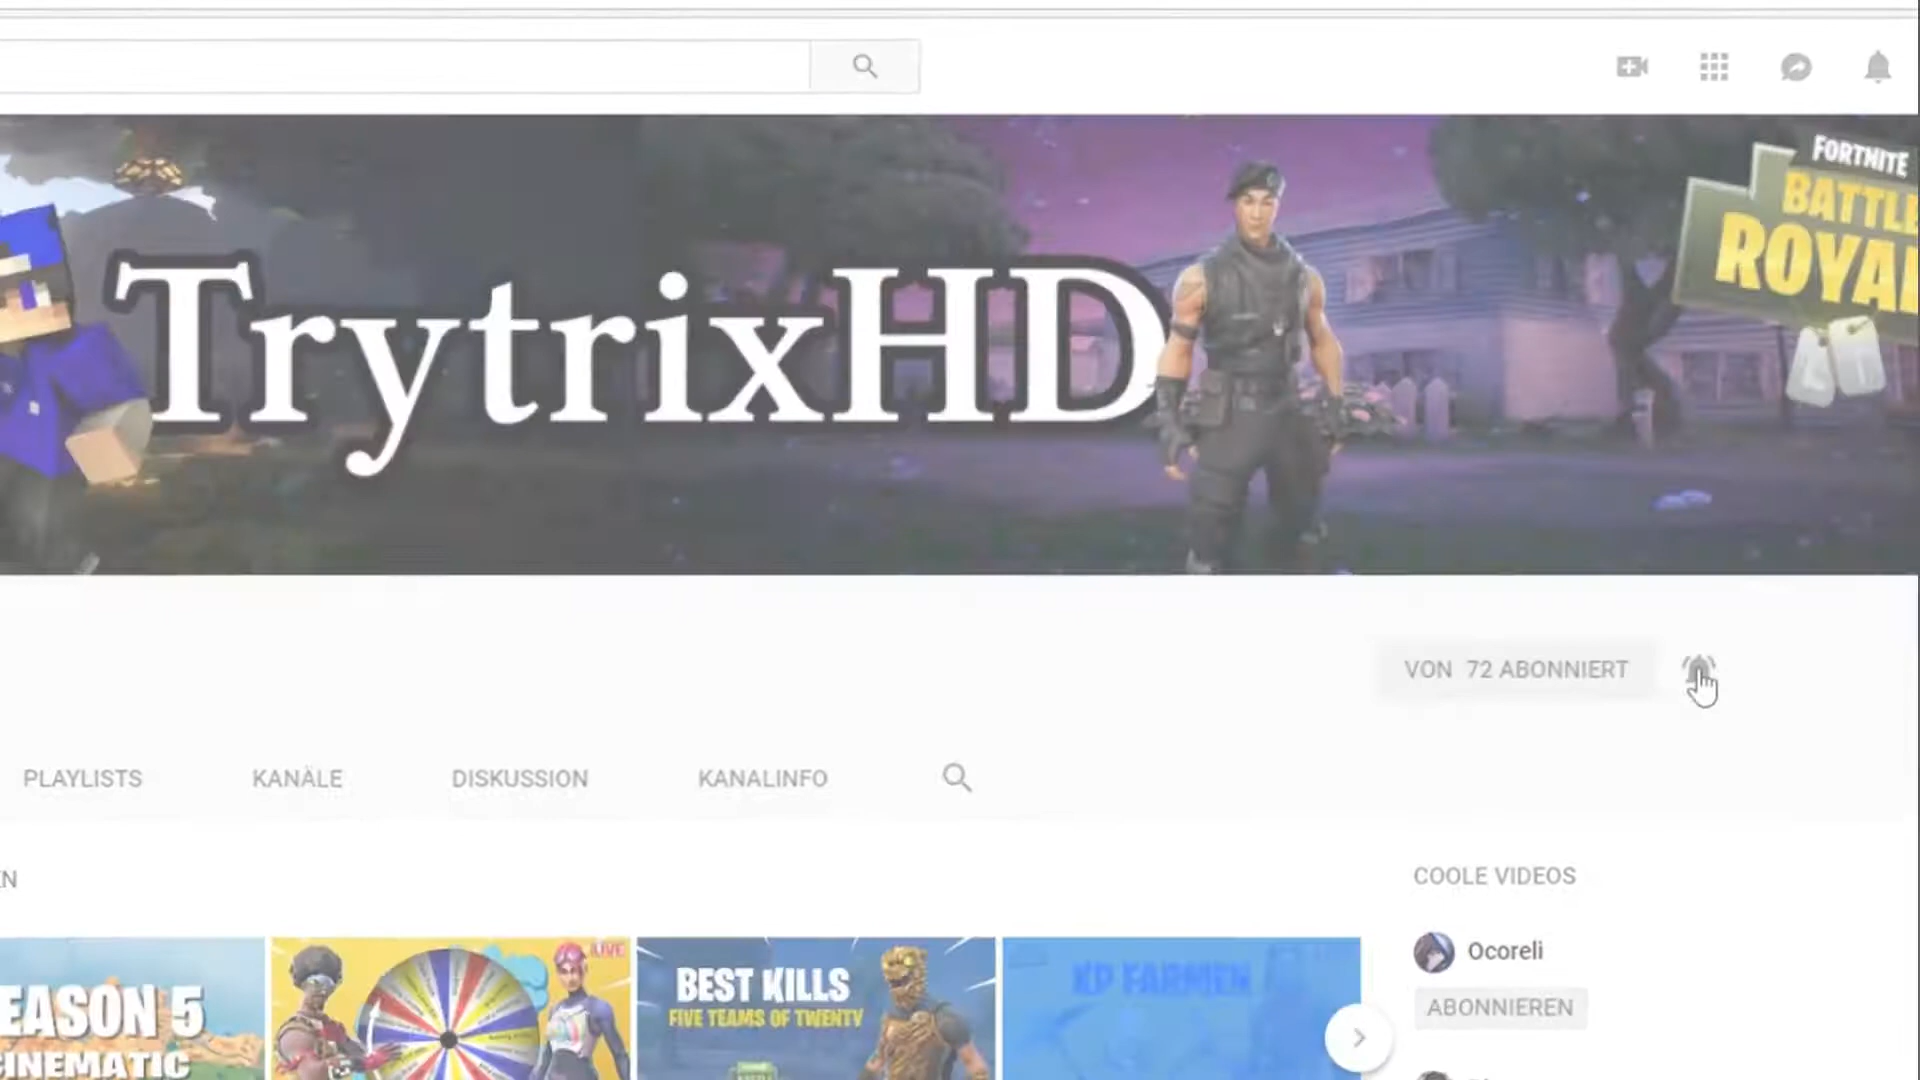 FORTNITE
BATTLE
ROYAL
TrytrixHD
VON 72 ABONNIERT
PLAYLISTS
KANÄLE
DISKUSSION
KANALINFO
EN
COOLE VIDEOS
Ocoreli
ABONNIEREN
EASON 5
CINEMATIC
LIVE
BEST KILLS
FIVE TEAMS OF TWENTY
XP FARMEN